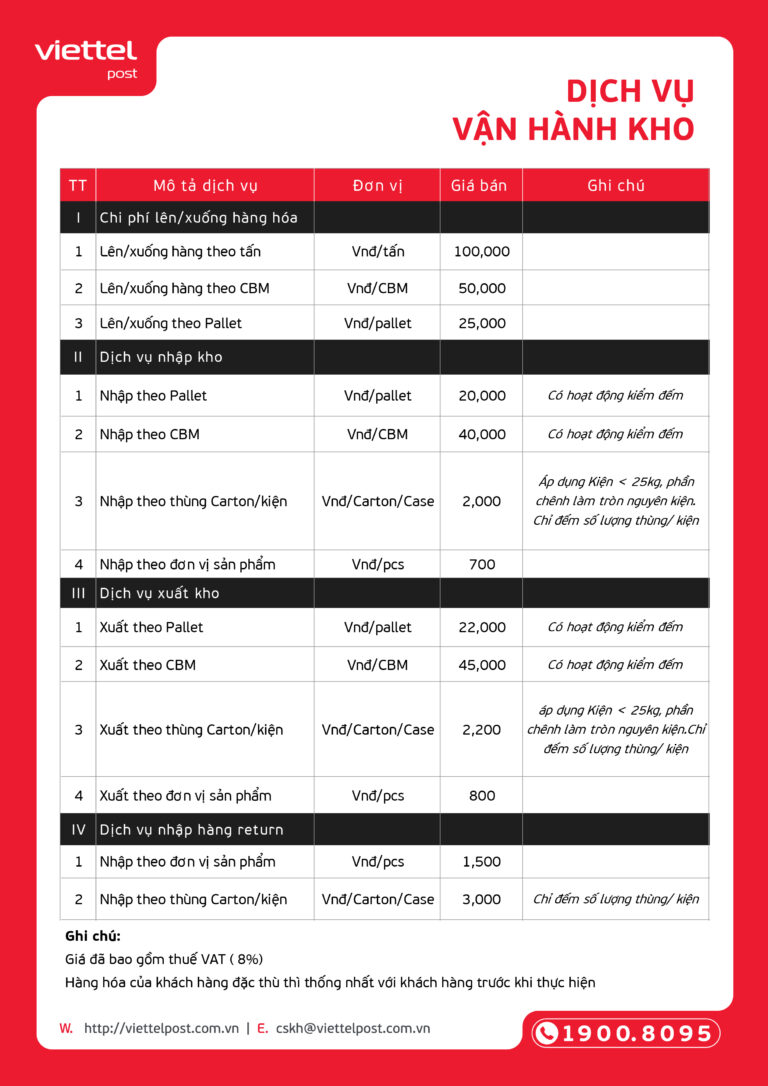 viettel
post
DỊCH VỤ
VẬN HÀNH KHO
TT Mô tả dịch vụ Đơn vị Giá bán Ghi chú
I Chi phí lên/xuống hàng hóa
1 Lên/xuống hàng theo tấn Vnđ/tấn 100,000
2 Lên/xuống hàng theo CBM Vnđ/CBM 50,000
3 Lên/xuống theo Pallet Vnđ/pallet 25,000
II Dịch vụ nhập kho
1 Nhập theo Pallet Vnđ/pallet 20,000 Có hoạt động kiểm đếm
2 Nhập theo CBM Vnđ/CBM 40,000 Có hoạt động kiểm đếm
3 Nhập theo thùng Carton/kiện Vnđ/Carton/Case 2,000 Áp dụng Kiện < 25kg, phần
chênh làm tròn nguyên kiện.
Chỉ đếm số lượng thùng/ kiện
4 Nhập theo đơn vị sản phẩm Vnđ/pcs 700
III Dịch vụ xuất kho
1 Xuất theo Pallet Vnđ/pallet 22,000 Có hoạt động kiểm đếm
2 Xuất theo CBM Vnđ/CBM 45,000 Có hoạt động kiểm đếm
3 Xuất theo thùng Carton/kiện Vnđ/Carton/Case 2,200 áp dụng Kiện < 25kg, phần
chênh làm tròn nguyên kiện.Chỉ
đếm số lượng thùng/ kiện
4 Xuất theo đơn vị sản phẩm Vnđ/pcs 800
IV Dịch vụ nhập hàng return
1 Nhập theo đơn vị sản phẩm Vnđ/pcs 1,500
2 Nhập theo thùng Carton/kiện Vnđ/Carton/Case 3,000 Chỉ đếm số lượng thùng/ kiện
Ghi chú:
Giá đã bao gồm thuế VAT ( 8%)
Hàng hóa của khách hàng đặc thù thì thống nhất với khách hàng trước khi thực hiện
W. http://viettelpost.com.vn | E. cskh@viettelpost.com.vn
1900.8095